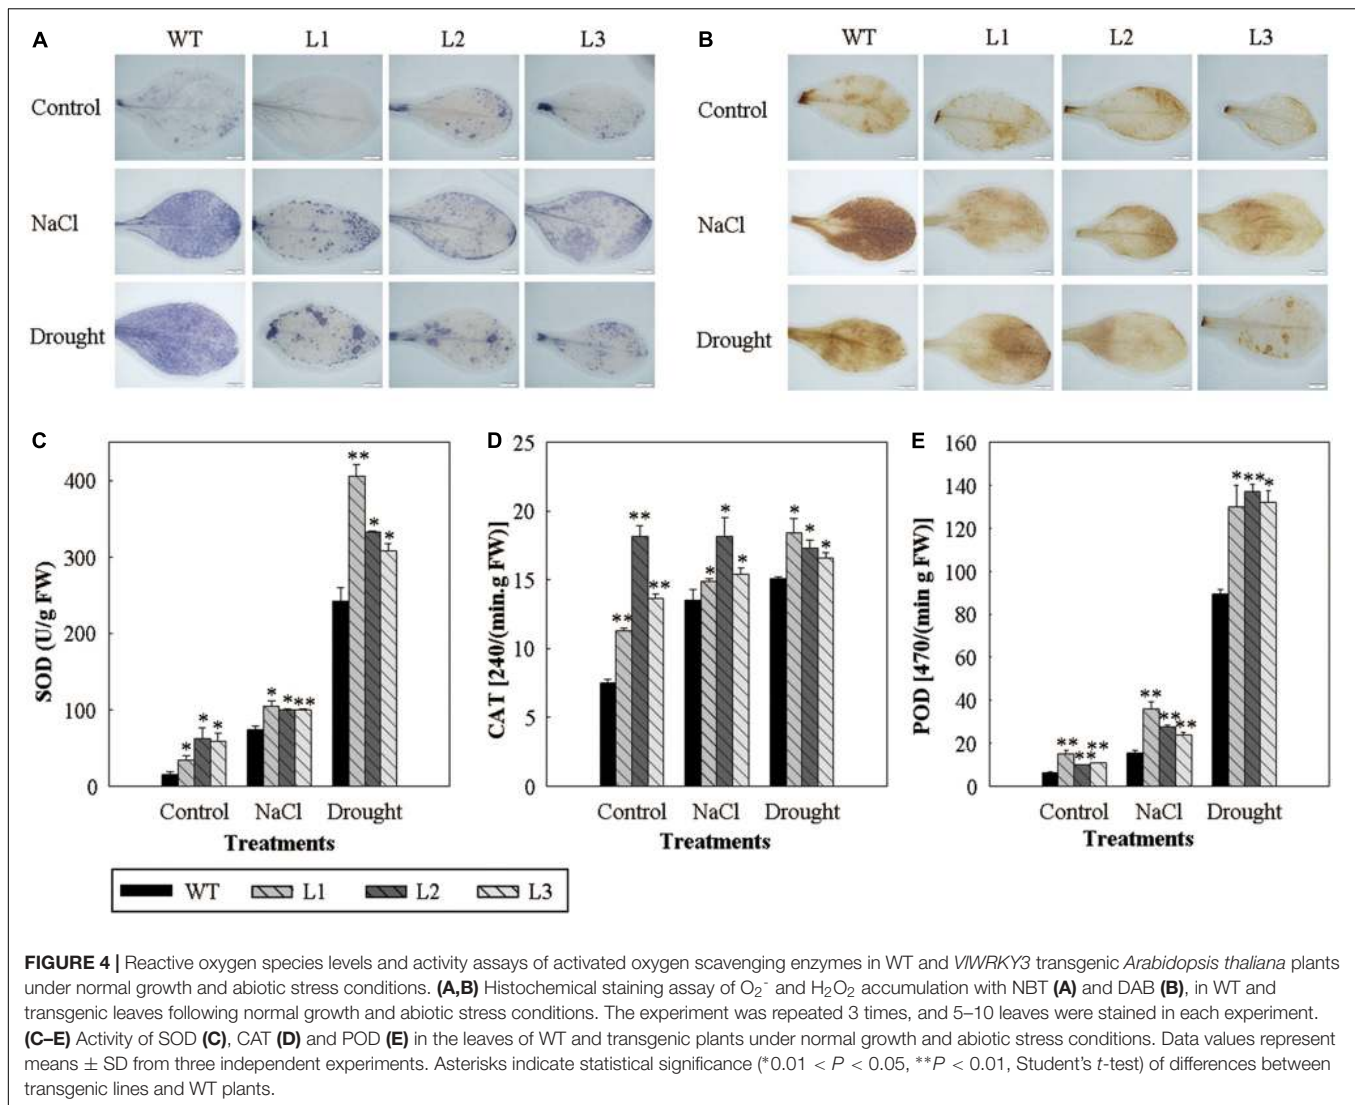 A
WT L1 L2 L3
Control
NaCl
Drought
B
WT L1 L2 L3
Control
NaCl
Drought
C
SOD (U/g FW)
400
300
200
100
0
* * * * * ** ** * *
Control NaCl Drought
Treatments
D
CAT [240/(min.g FW)]
25
20
15
10
5
0
** ** ** * * * * * *
Control NaCl Drought
Treatments
E
POD [470/(min g FW)]
160
140
120
100
80
60
40
20
0
** ** ** ** ** ** * ** *
Control NaCl Drought
Treatments
WT L1 L2 L3
FIGURE 4 | Reactive oxygen species levels and activity assays of activated oxygen scavenging enzymes in WT and VlWRKY3 transgenic Arabidopsis thaliana plants
under normal growth and abiotic stress conditions. (A,B) Histochemical staining assay of O₂⁻ and H₂O₂ accumulation with NBT (A) and DAB (B), in WT and
transgenic leaves following normal growth and abiotic stress conditions. The experiment was repeated 3 times, and 5–10 leaves were stained in each experiment.
(C–E) Activity of SOD (C), CAT (D) and POD (E) in the leaves of WT and transgenic plants under normal growth and abiotic stress conditions. Data values represent
means ± SD from three independent experiments. Asterisks indicate statistical significance (*0.01 < P < 0.05, **P < 0.01, Student's t-test) of differences between
transgenic lines and WT plants.